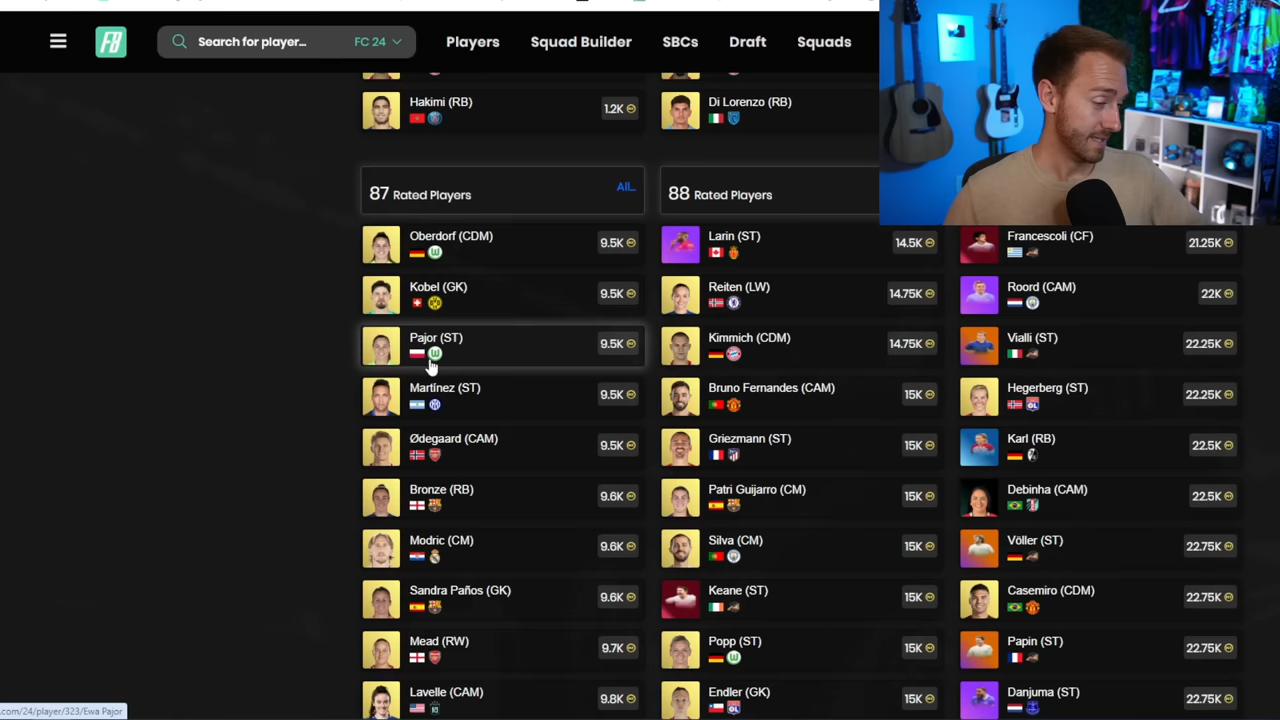 FB
Search for player...
FC 24
Players
Squad Builder
SBCs
Draft
Squads
Hakimi (RB)
1.2K
Di Lorenzo (RB)
87 Rated Players
All..
88 Rated Players
Oberdorf (CDM)
9.5K
Larin (ST)
14.5K
Francescoli (CF)
21.25K
Kobel (GK)
9.5K
Reiten (LW)
14.75K
Roord (CAM)
22K
Pajor (ST)
9.5K
Kimmich (CDM)
14.75K
Vialli (ST)
22.25K
Martínez (ST)
9.5K
Bruno Fernandes (CAM)
15K
Hegerberg (ST)
22.25K
Ødegaard (CAM)
9.5K
Griezmann (ST)
15K
Karl (RB)
22.5K
Bronze (RB)
9.6K
Patri Guijarro (CM)
15K
Debinha (CAM)
22.5K
Modric (CM)
9.6K
Silva (CM)
15K
Völler (ST)
22.75K
Sandra Paños (GK)
9.6K
Keane (ST)
15K
Casemiro (CDM)
22.75K
Mead (RW)
9.7K
Popp (ST)
15K
Papin (ST)
22.75K
Lavelle (CAM)
9.8K
Endler (GK)
15K
Danjuma (ST)
22.75K
.com/24/player/323/Ewa Pajor